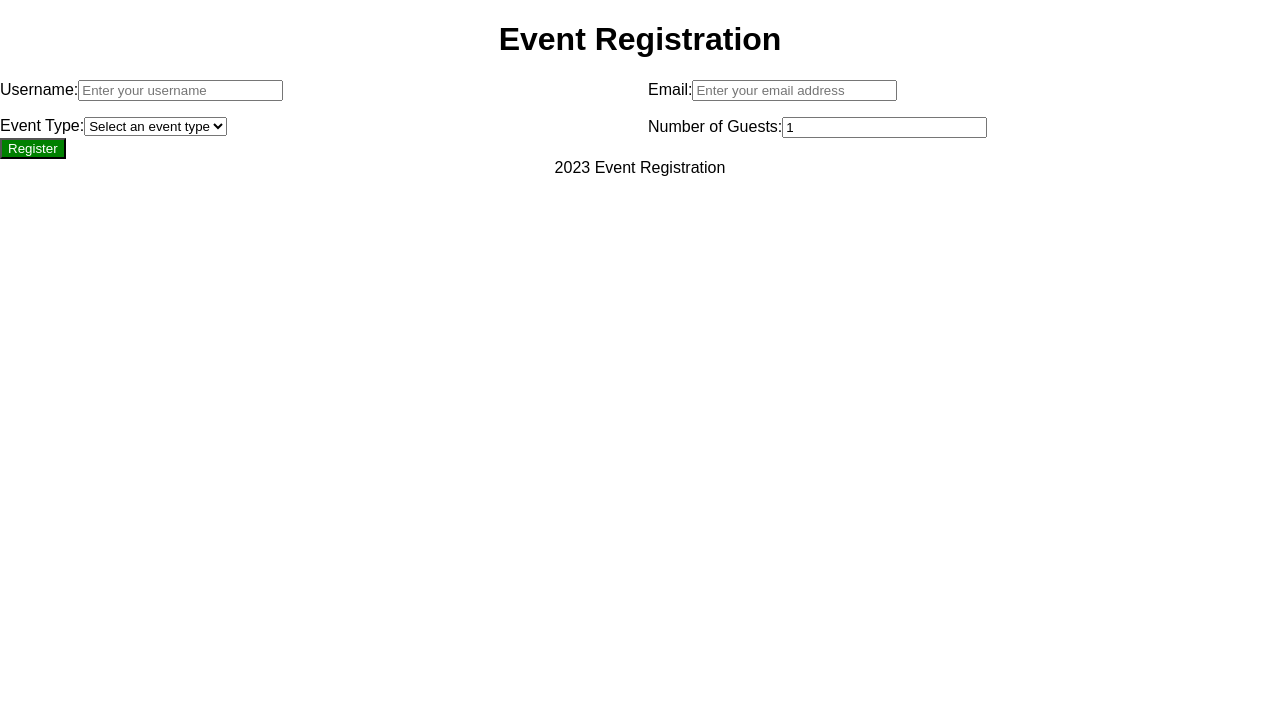 Event Registration
Username: Enter your username
Email: Enter your email address
Event Type: Select an event type
Number of Guests: 1
Register
2023 Event Registration